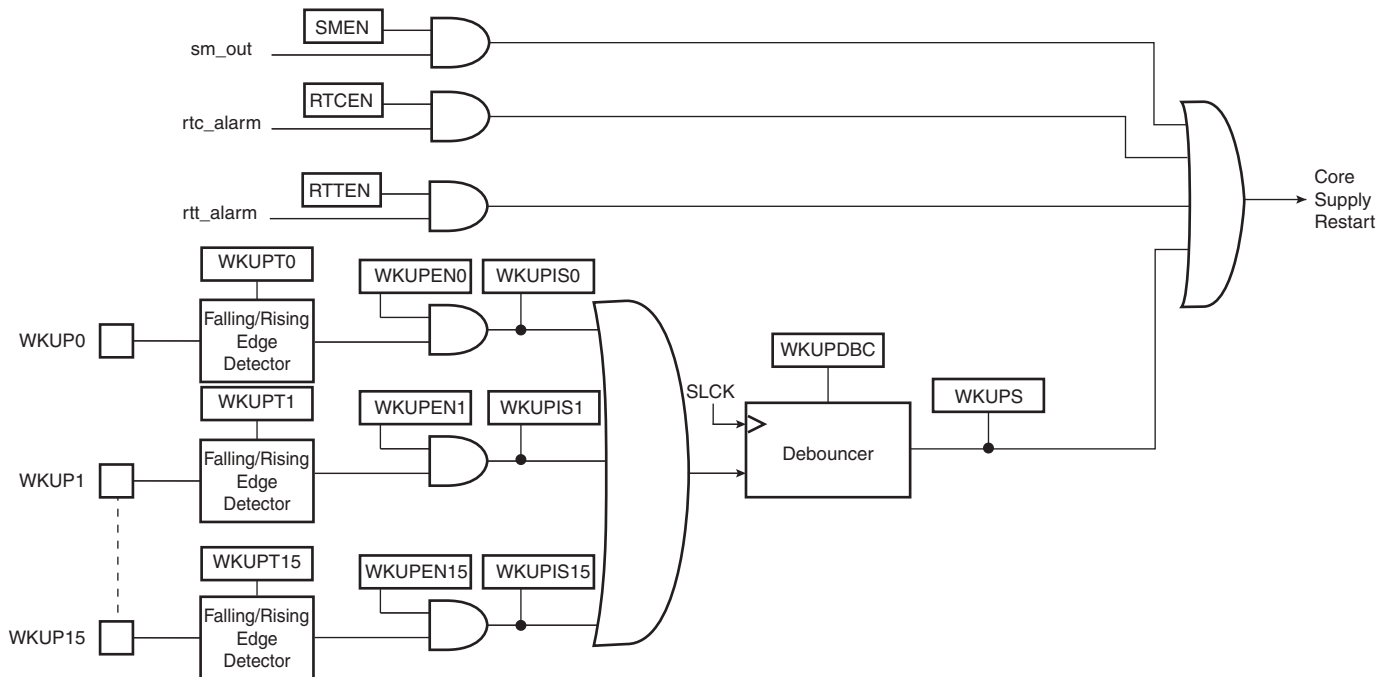 SMEN
sm_out
RTCEN
rtc_alarm
RTTEN
rtt_alarm
Core
Supply
Restart
WKUPT0
WKUPEN0
WKUPIS0
WKUP0
Falling/Rising
Edge
Detector
WKUPDBC
WKUPT1
WKUPEN1
WKUPIS1
SLCK
WKUPS
Debouncer
WKUP1
Falling/Rising
Edge
Detector
WKUPT15
WKUPEN15
WKUPIS15
WKUP15
Falling/Rising
Edge
Detector